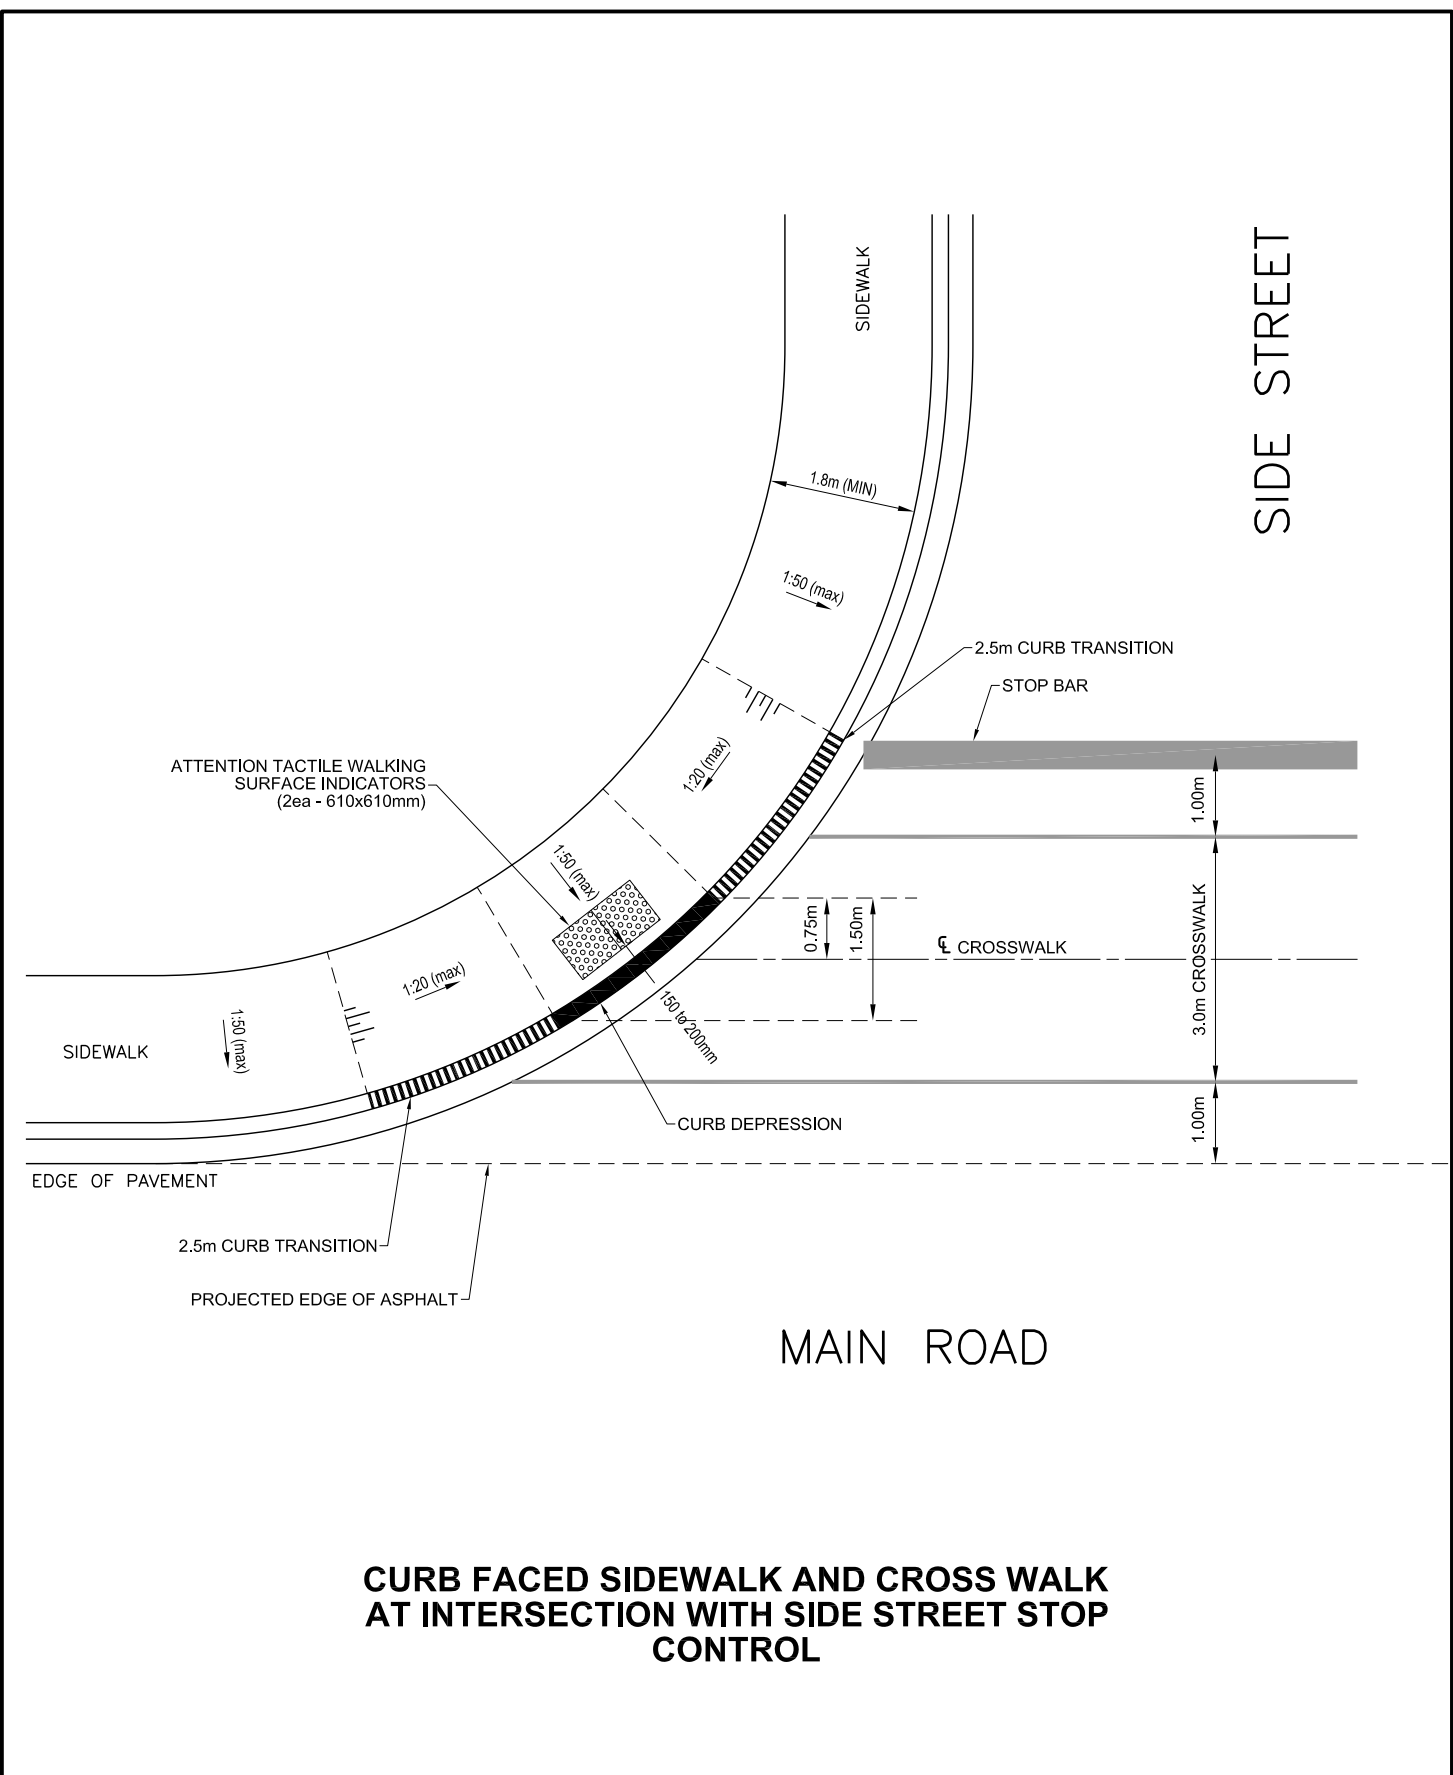 SIDE STREET
SIDEWALK
1.8m (MIN)
1:50 (max)
2.5m CURB TRANSITION
STOP BAR
1:20 (max)
ATTENTION TACTILE WALKING
SURFACE INDICATORS
(2ea - 610x610mm)
1.00m
1:50 (max)
0.75m
1.50m
℄ CROSSWALK
3.0m CROSSWALK
1:20 (max)
150 to 200mm
1:50 (max)
SIDEWALK
CURB DEPRESSION
1.00m
EDGE OF PAVEMENT
2.5m CURB TRANSITION
PROJECTED EDGE OF ASPHALT
MAIN ROAD
CURB FACED SIDEWALK AND CROSS WALK
AT INTERSECTION WITH SIDE STREET STOP
CONTROL